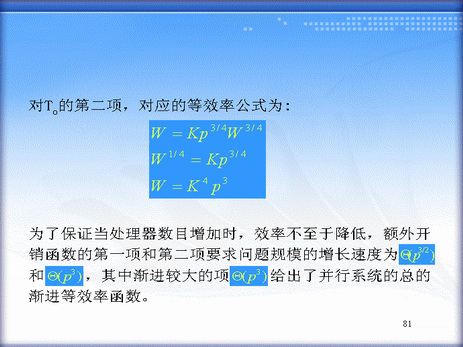 对Tₒ的第二项，对应的等效率公式为：
W = Kp^{3/4}W^{3/4}
W^{1/4} = Kp^{3/4}
W = K^4 p^3
为了保证当处理器数目增加时，效率不至于降低，额外开
销函数的第一项和第二项要求问题规模的增长速度为Θ(p^{3/2})
和Θ(p^3)，其中渐进较大的项Θ(p^3)给出了并行系统的总的
渐进等效率函数。
81